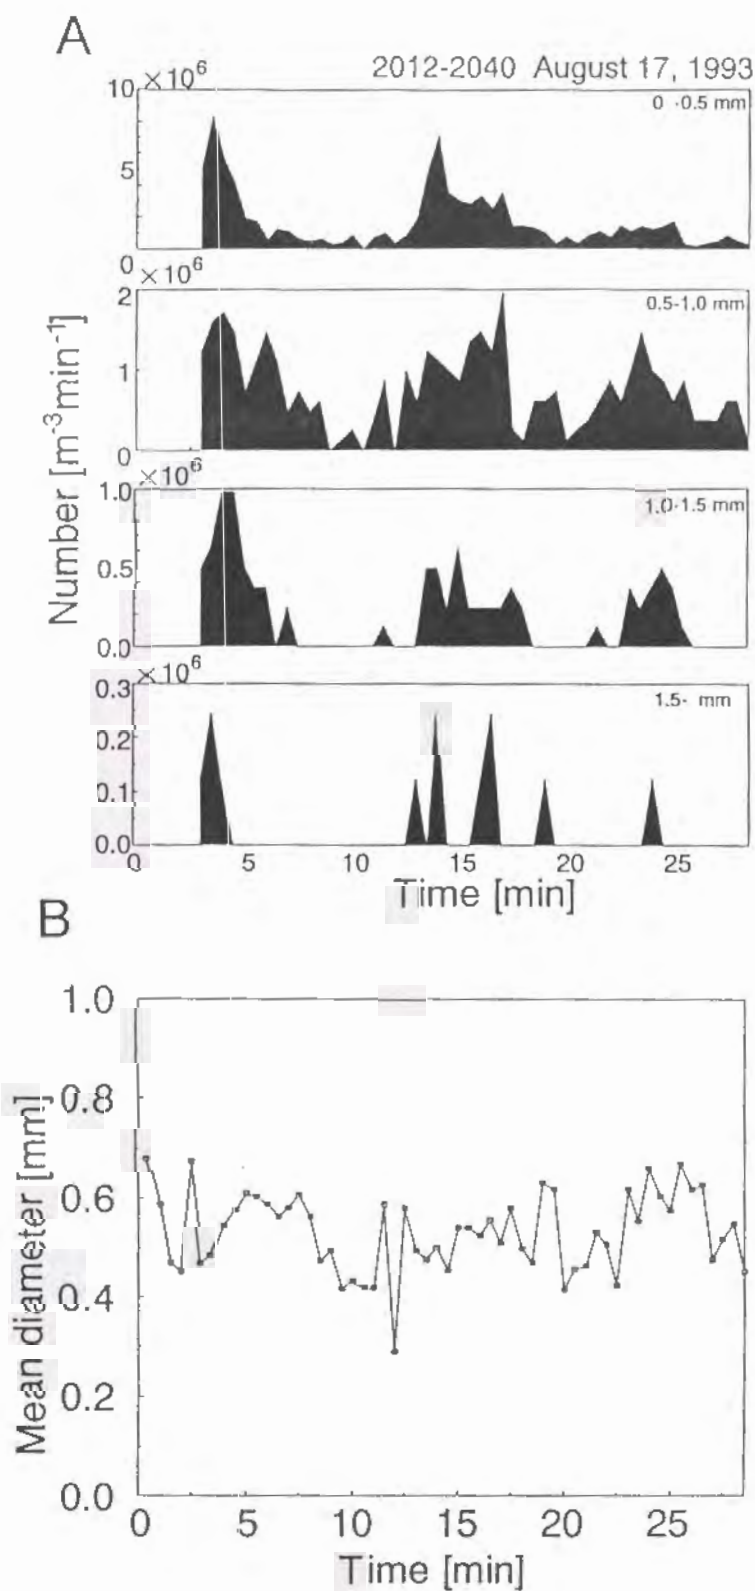 A
2012-2040 August 17, 1993
×10⁶
10
5
0
0 -0.5 mm
×10⁶
2
1
0
0.5-1.0 mm
×10⁶
1.0
0.5
0.0
1.0-1.5 mm
×10⁶
0.3
0.2
0.1
0.0
1.5- mm
Number [m⁻³min⁻¹]
0 5 10 15 20 25
Time [min]
B
1.0
0.8
0.6
0.4
0.2
0.0
Mean diameter [mm]
0 5 10 15 20 25
Time [min]